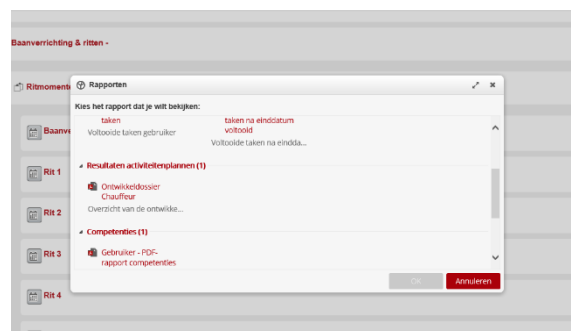 Baanverrichting & ritten -
Ritmomente
Rapporten
Kies het rapport dat je wilt bekijken:
taken
Voltooide taken gebruiker
taken na einddatum
voltooid
Voltooide taken na eindda...
Baanve
Resultaten activiteitenplannen (1)
Rit 1
Ontwikkeldossier
Chauffeur
Overzicht van de ontwikke...
Rit 2
Competenties (1)
Rit 3
Gebruiker - PDF-
rapport competenties
OK
Annuleren
Rit 4